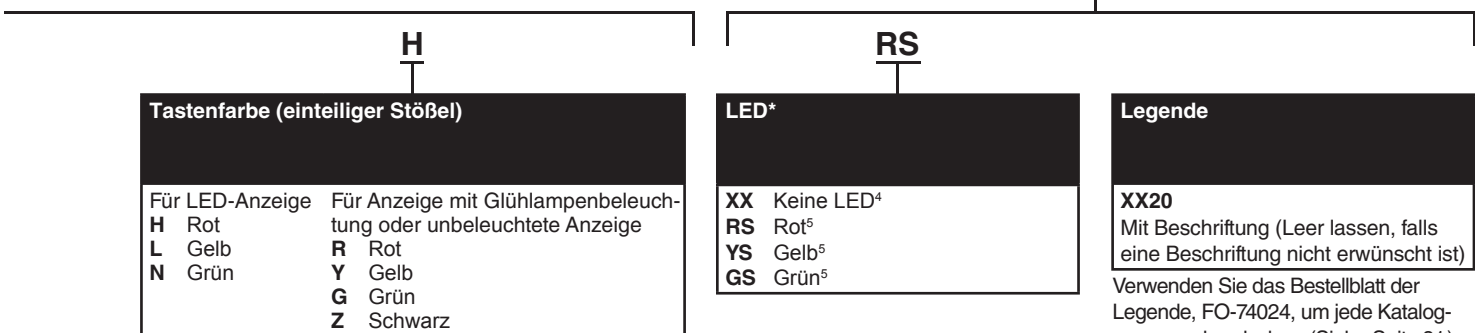 H
RS
Tastenfarbe (einteiliger Stößel)
Für LED-Anzeige
H Rot
L Gelb
N Grün
Für Anzeige mit Glühlampenbeleuch-
tung oder unbeleuchtete Anzeige
R Rot
Y Gelb
G Grün
Z Schwarz
LED*
XX Keine LED4
RS Rot5
YS Gelb5
GS Grün5
Legende
XX20
Mit Beschriftung (Leer lassen, falls
eine Beschriftung nicht erwünscht ist)
Verwenden Sie das Bestellblatt der
Legende, FO-74024, um jede Katalog-